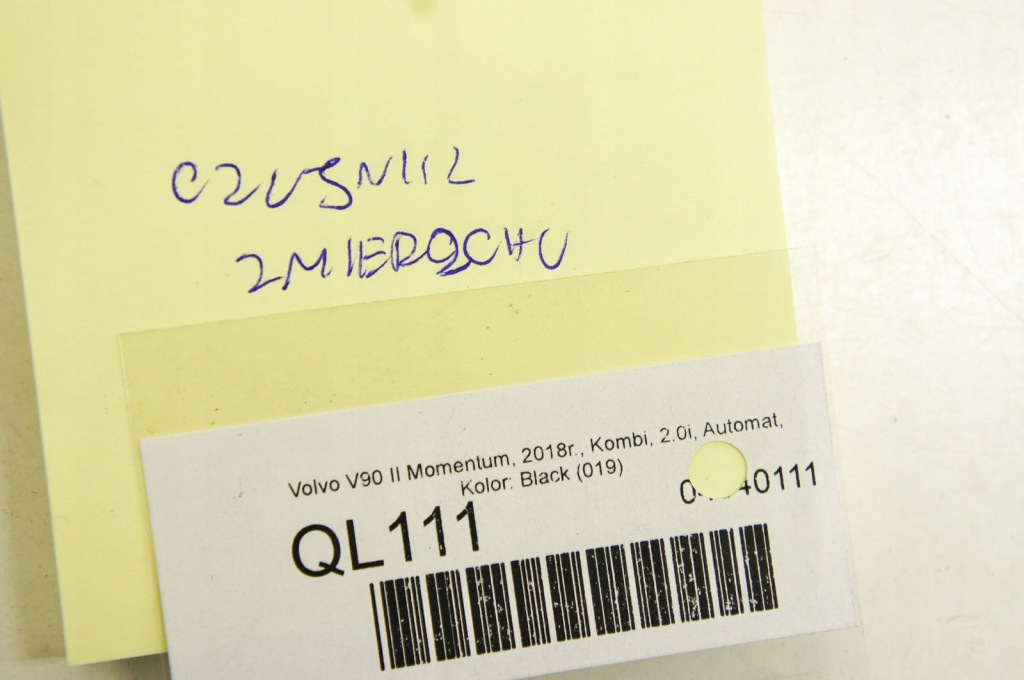 CZUJNIK
ZMIERZCHU
Volvo V90 II Momentum, 2018r., Kombi, 2.0i, Automat,
Kolor: Black (019)
QL111